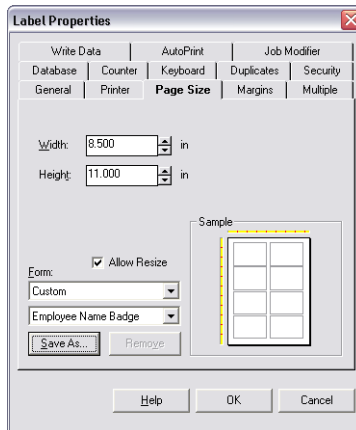 Label Properties
Write Data AutoPrint Job Modifier
Database Counter Keyboard Duplicates Security
General Printer Page Size Margins Multiple
Width: 8.500 in
Height: 11.000 in
Sample
Allow Resize
Form:
Custom
Employee Name Badge
Save As... Remove
Help OK Cancel